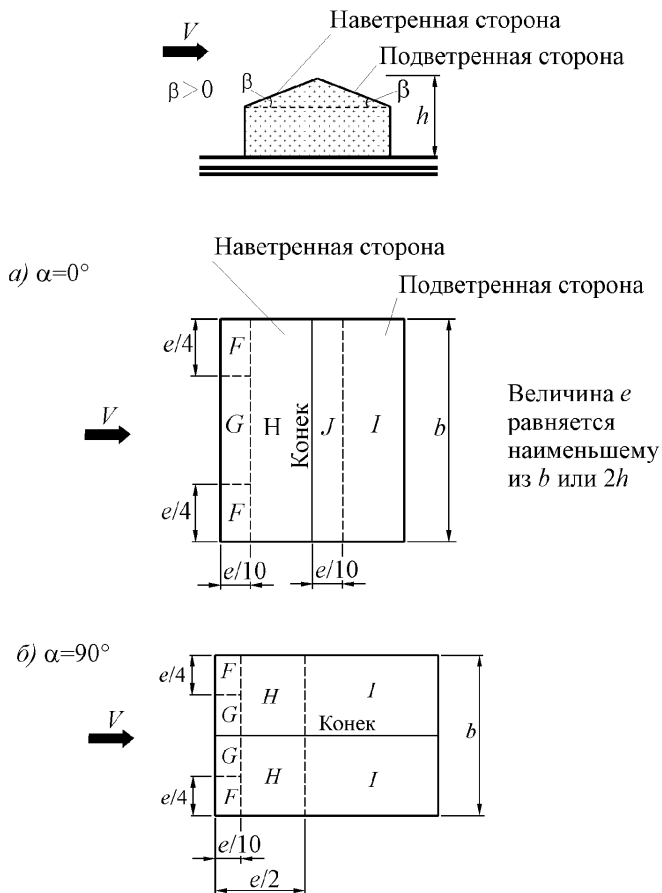 Наветренная сторона
V
Подветренная сторона
β>0
β
β
h
Наветренная сторона
а) α=0°
Подветренная сторона
e/4
F
V
G
H
Конек
J
I
b
Величина e
равняется
наименьшему
из b или 2h
e/4
F
e/10
e/10
б) α=90°
e/4
F
H
I
V
G
Конек
b
G
H
I
e/4
F
e/10
e/2